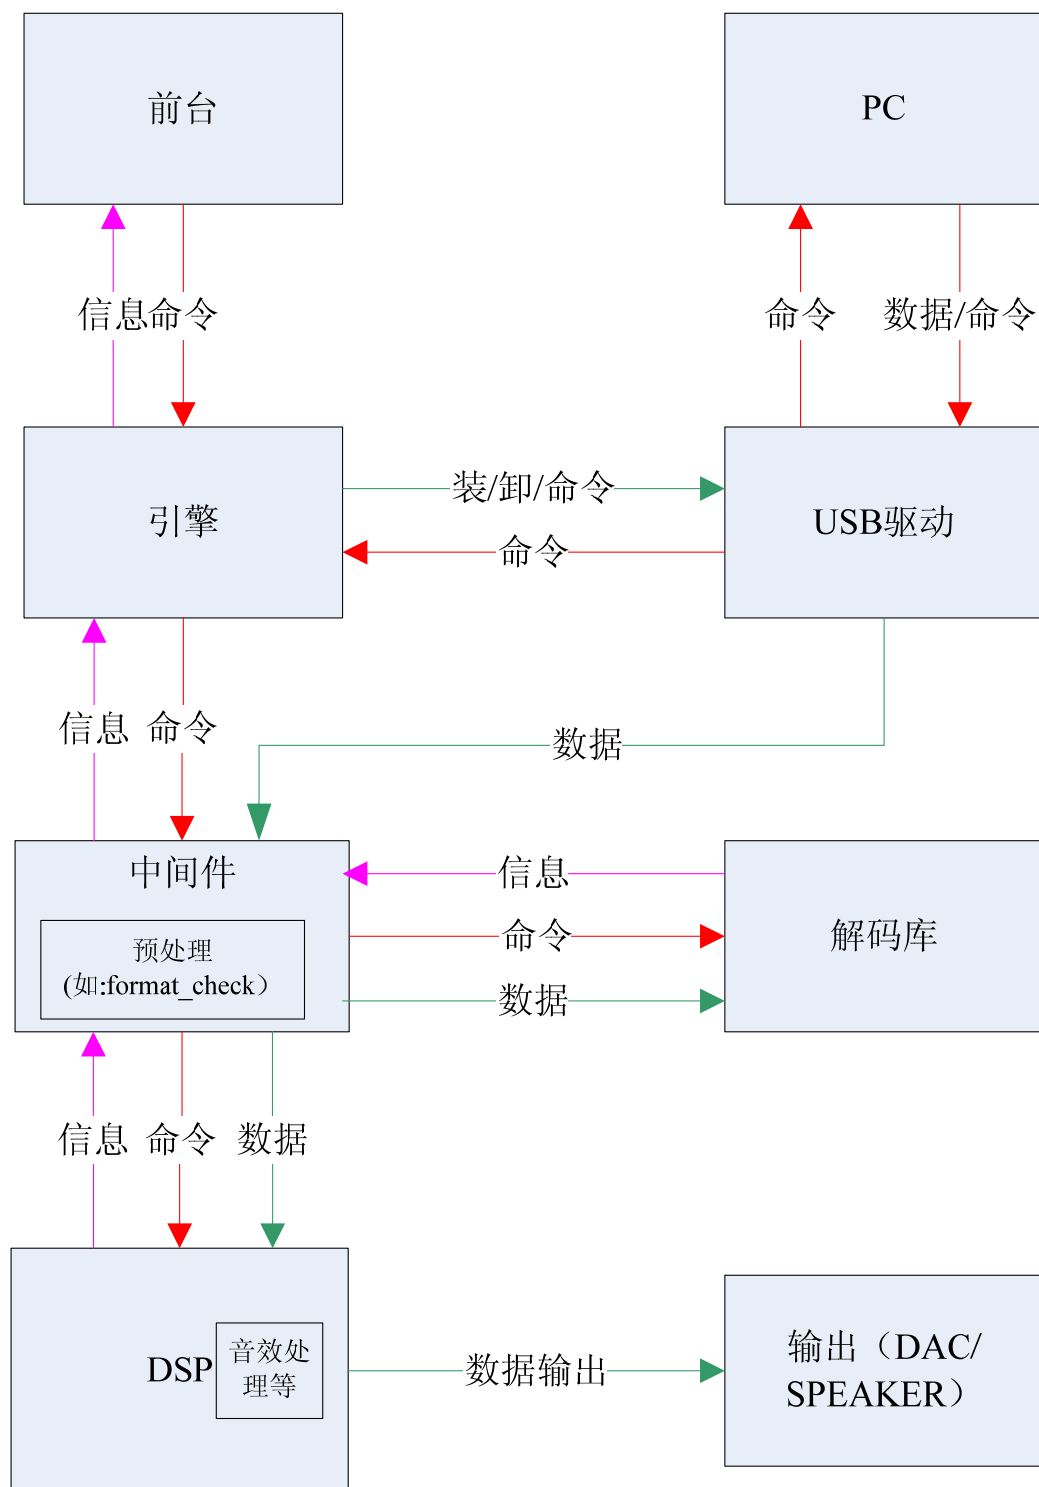 前台
PC
信息
命令
命令
数据/命令
引擎
装/卸/命令
命令
USB驱动
信息
命令
数据
中间件
预处理
(如:format_check）
信息
命令
数据
解码库
信息
命令
数据
DSP
音效处
理等
数据输出
输出（DAC/
SPEAKER）